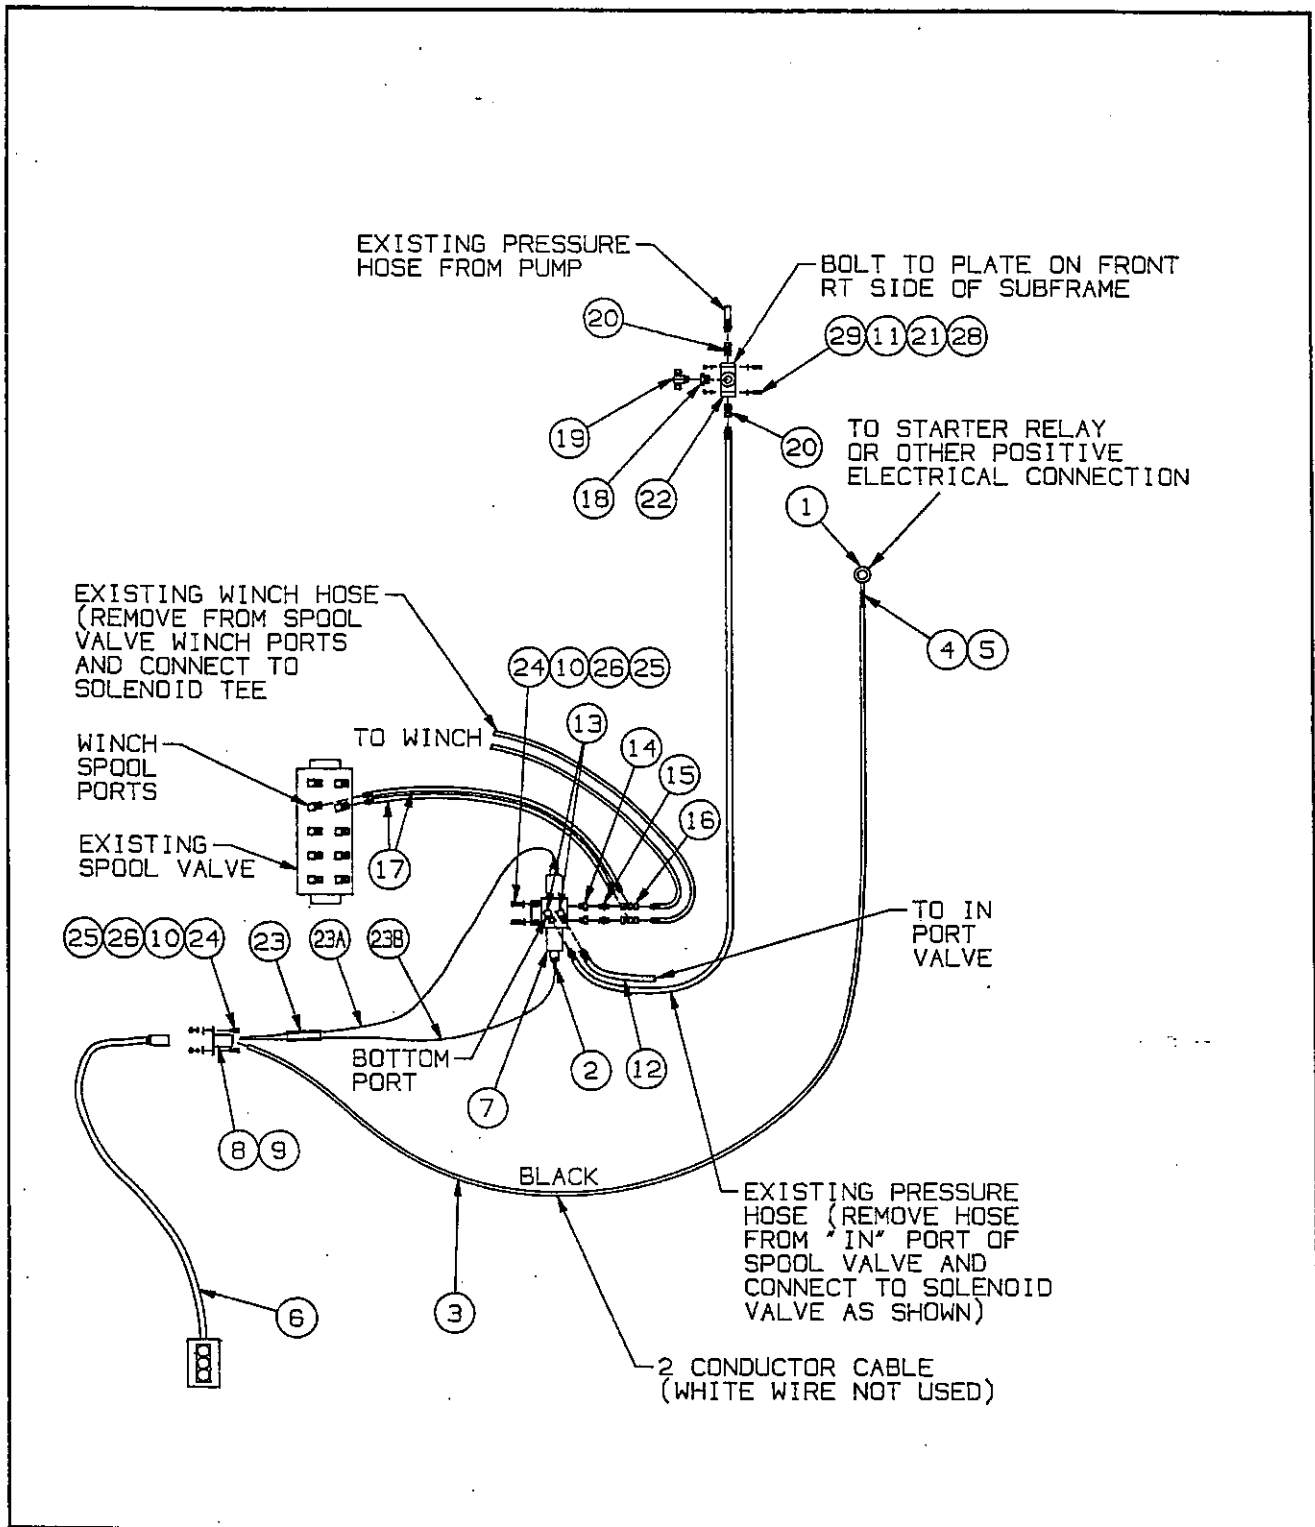 EXISTING PRESSURE
HOSE FROM PUMP
BOLT TO PLATE ON FRONT
RT SIDE OF SUBFRAME
20
29 11 21 28
19
18
22
20
TO STARTER RELAY
OR OTHER POSITIVE
ELECTRICAL CONNECTION
1
4 5
EXISTING WINCH HOSE
(REMOVE FROM SPOOL
VALVE WINCH PORTS
AND CONNECT TO
SOLENOID TEE
24 10 26 25
13
TO WINCH
14
15
16
WINCH
SPOOL
PORTS
17
EXISTING
SPOOL VALVE
25 26 10 24
23
23A
23B
TO IN
PORT
VALVE
BOTTOM
PORT
2
12
7
8 9
BLACK
EXISTING PRESSURE
HOSE (REMOVE HOSE
FROM "IN" PORT OF
SPOOL VALVE AND
CONNECT TO SOLENOID
VALVE AS SHOWN)
6
3
2 CONDUCTOR CABLE
(WHITE WIRE NOT USED)